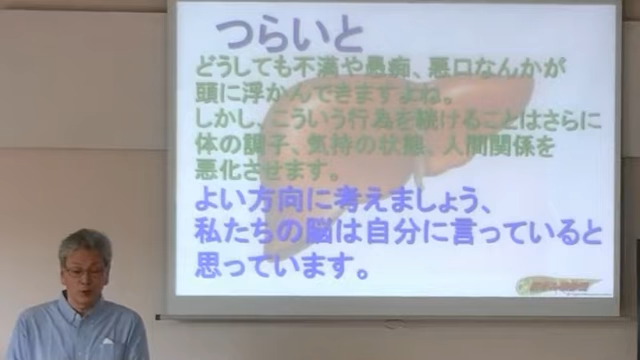 つらいと
どうしても不満や愚痴、悪口なんかが
頭に浮かんできますよね。
しかし、こういう行為を続けることはさらに
体の調子、気持の状態、人間関係を
悪化させます。
よい方向に考えましょう、
私たちの脳は自分に言っていると
思っています。